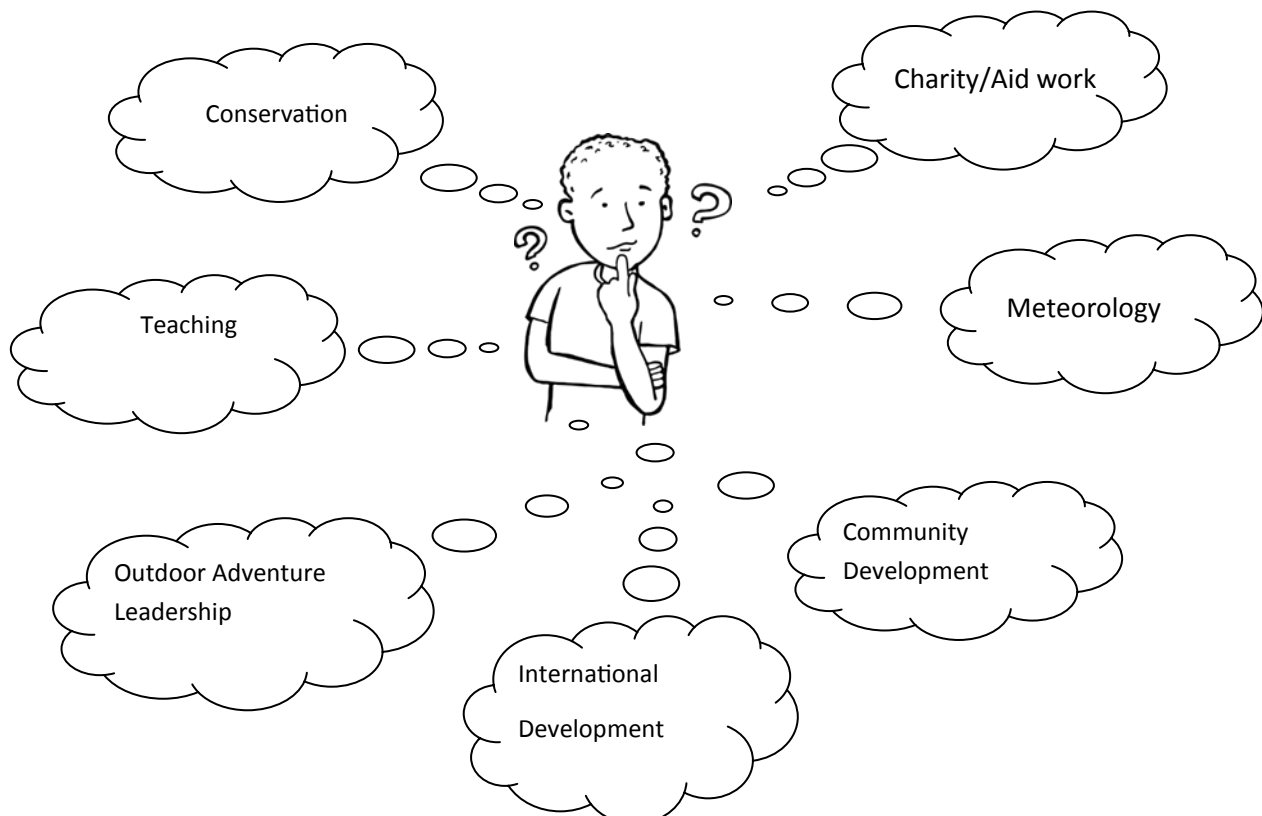 Conservation
Charity/Aid work
?
?
Teaching
Meteorology
Outdoor Adventure
Leadership
Community
Development
International
Development